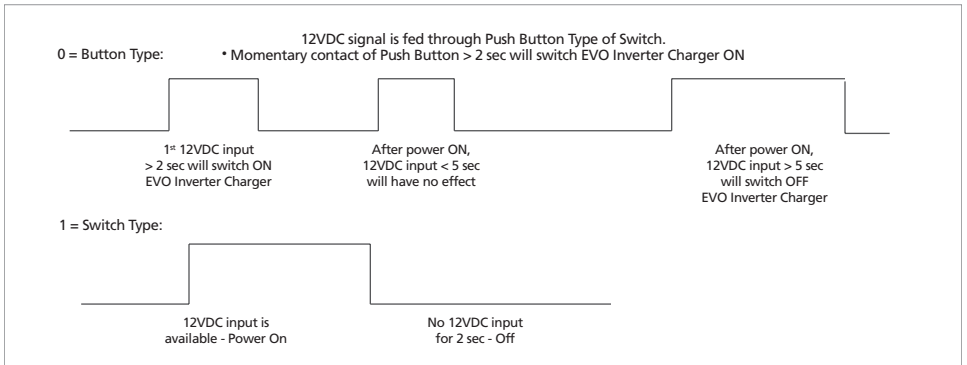 12VDC signal is fed through Push Button Type of Switch.
0 = Button Type:
• Momentary contact of Push Button > 2 sec will switch EVO Inverter Charger ON
1st 12VDC input
> 2 sec will switch ON
EVO Inverter Charger
After power ON,
12VDC input < 5 sec
will have no effect
After power ON,
12VDC input > 5 sec
will switch OFF
EVO Inverter Charger
1 = Switch Type:
12VDC input is
available - Power On
No 12VDC input
for 2 sec - Off